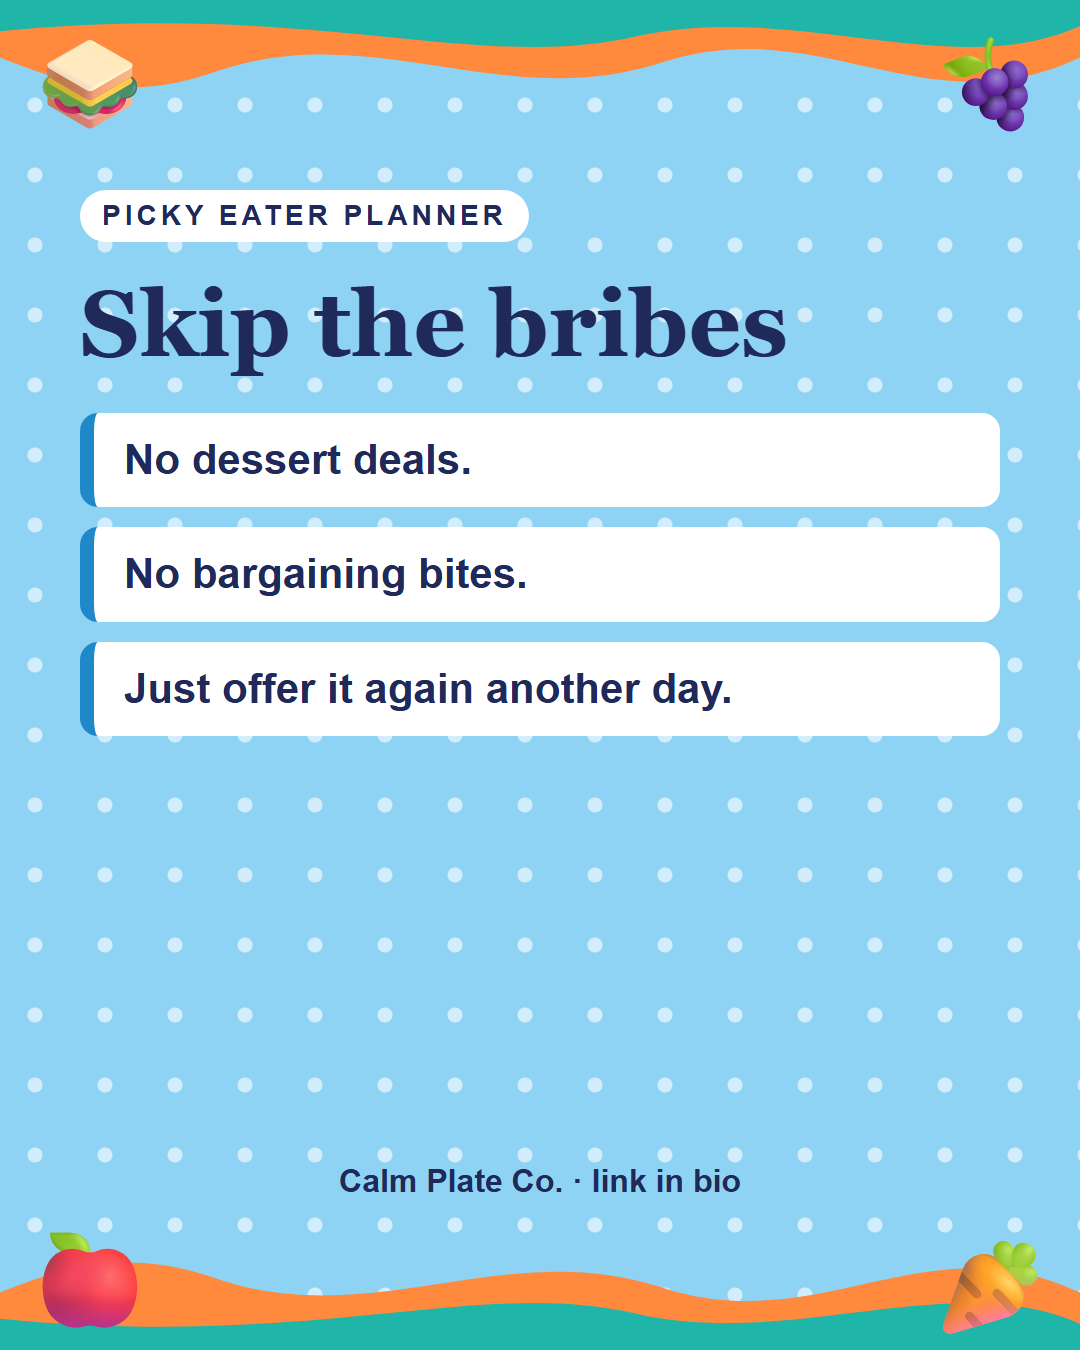 PICKY EATER PLANNER
Skip the bribes
No dessert deals.
No bargaining bites.
Just offer it again another day.
Calm Plate Co. · link in bio